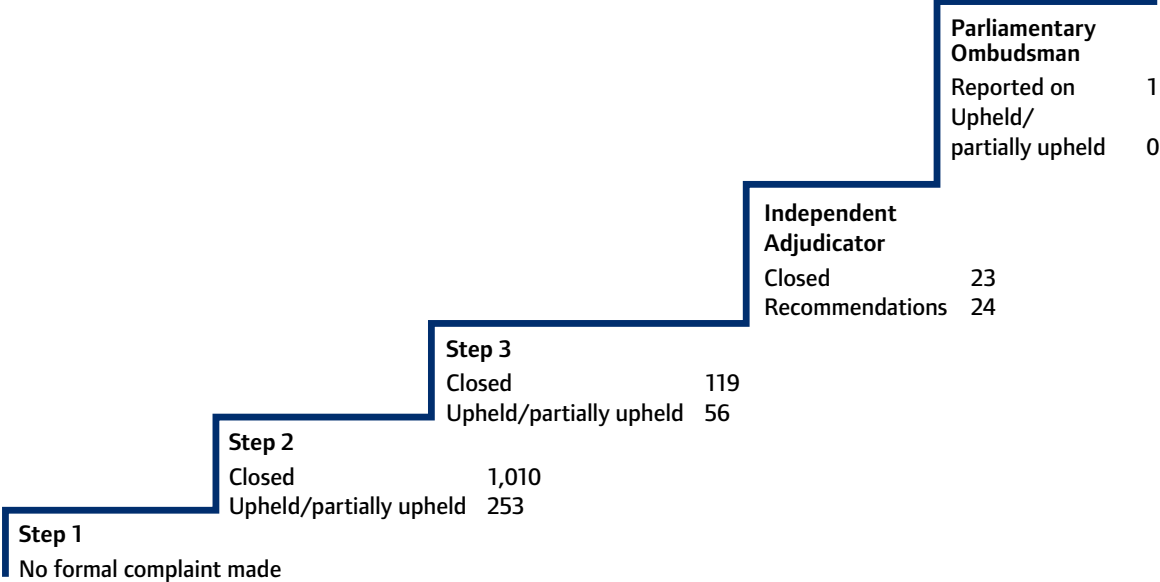 Parliamentary
Ombudsman
Reported on 1
Upheld/
partially upheld 0
Independent
Adjudicator
Closed 23
Recommendations 24
Step 3
Closed 119
Upheld/partially upheld 56
Step 2
Closed 1,010
Upheld/partially upheld 253
Step 1
No formal complaint made